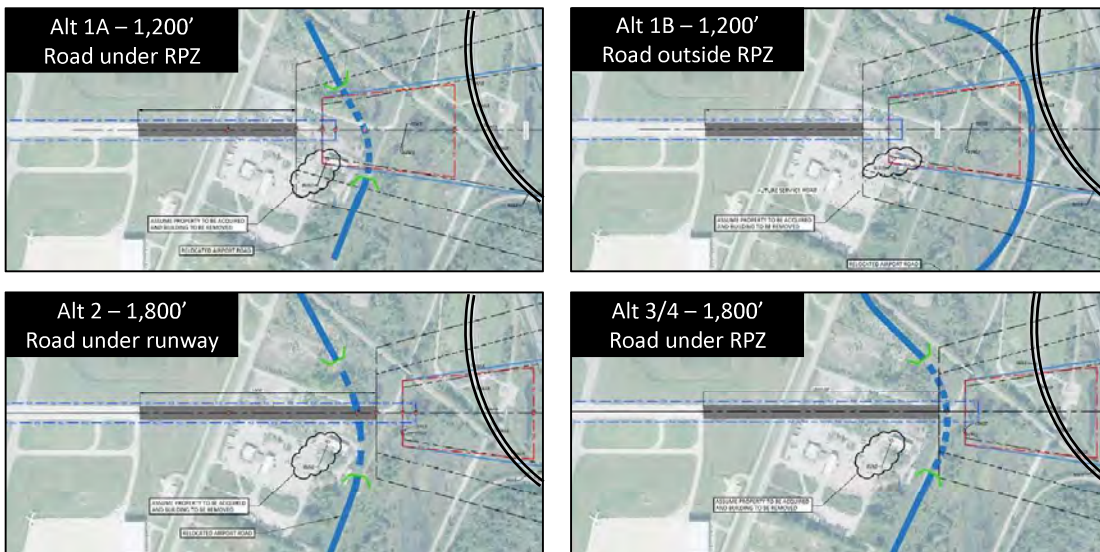 Alt 1A – 1,200’
Road under RPZ
ASSUME PROPERTY TO BE ACQUIRED
AND BUILDING TO BE REMOVED
RELOCATED AIRPORT ROAD
Alt 1B – 1,200’
Road outside RPZ
FUTURE SERVICE ROAD
ASSUME PROPERTY TO BE ACQUIRED
AND BUILDING TO BE REMOVED
RELOCATED AIRPORT ROAD
Alt 2 – 1,800’
Road under runway
ASSUME PROPERTY TO BE ACQUIRED
AND BUILDING TO BE REMOVED
RELOCATED AIRPORT ROAD
Alt 3/4 – 1,800’
Road under RPZ
ASSUME PROPERTY TO BE ACQUIRED
AND BUILDING TO BE REMOVED